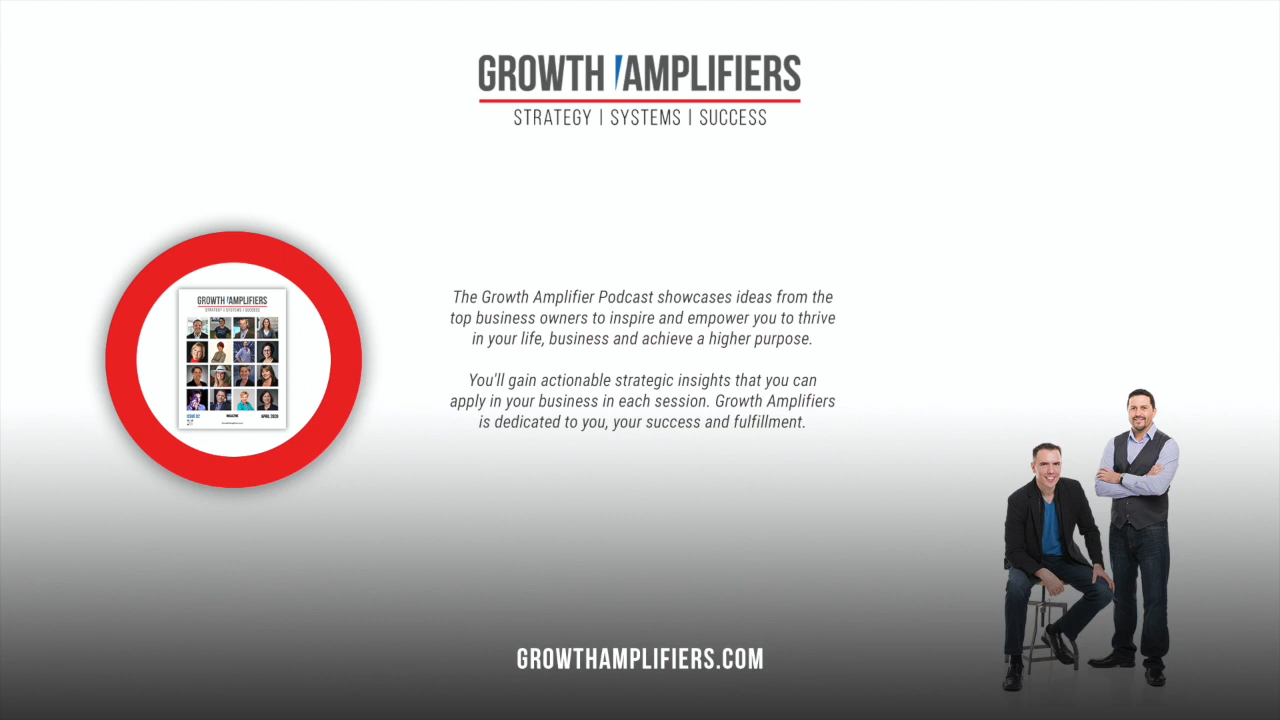 GROWTH AMPLIFIERS
STRATEGY | SYSTEMS | SUCCESS
GROWTH AMPLIFIERS
STRATEGY | SYSTEMS | SUCCESS
ISSUE 02
MAGAZINE
APRIL 2020
The Growth Amplifier Podcast showcases ideas from the
top business owners to inspire and empower you to thrive
in your life, business and achieve a higher purpose.
You'll gain actionable strategic insights that you can
apply in your business in each session. Growth Amplifiers
is dedicated to you, your success and fulfillment.
GROWTHAMPLIFIERS.COM